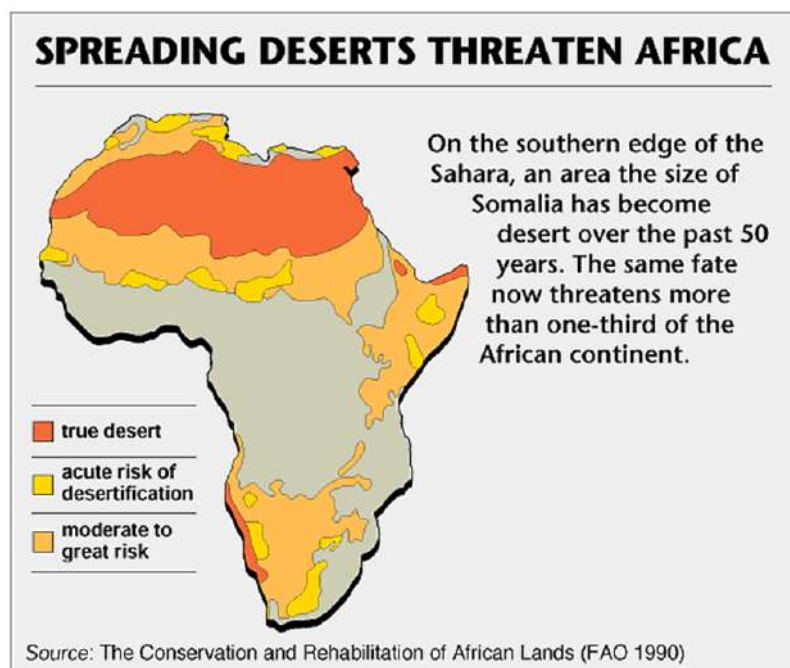 SPREADING DESERTS THREATEN AFRICA
On the southern edge of the
Sahara, an area the size of
Somalia has become
desert over the past 50
years. The same fate
now threatens more
than one-third of the
African continent.
true desert
acute risk of
desertification
moderate to
great risk
Source: The Conservation and Rehabilitation of African Lands (FAO 1990)